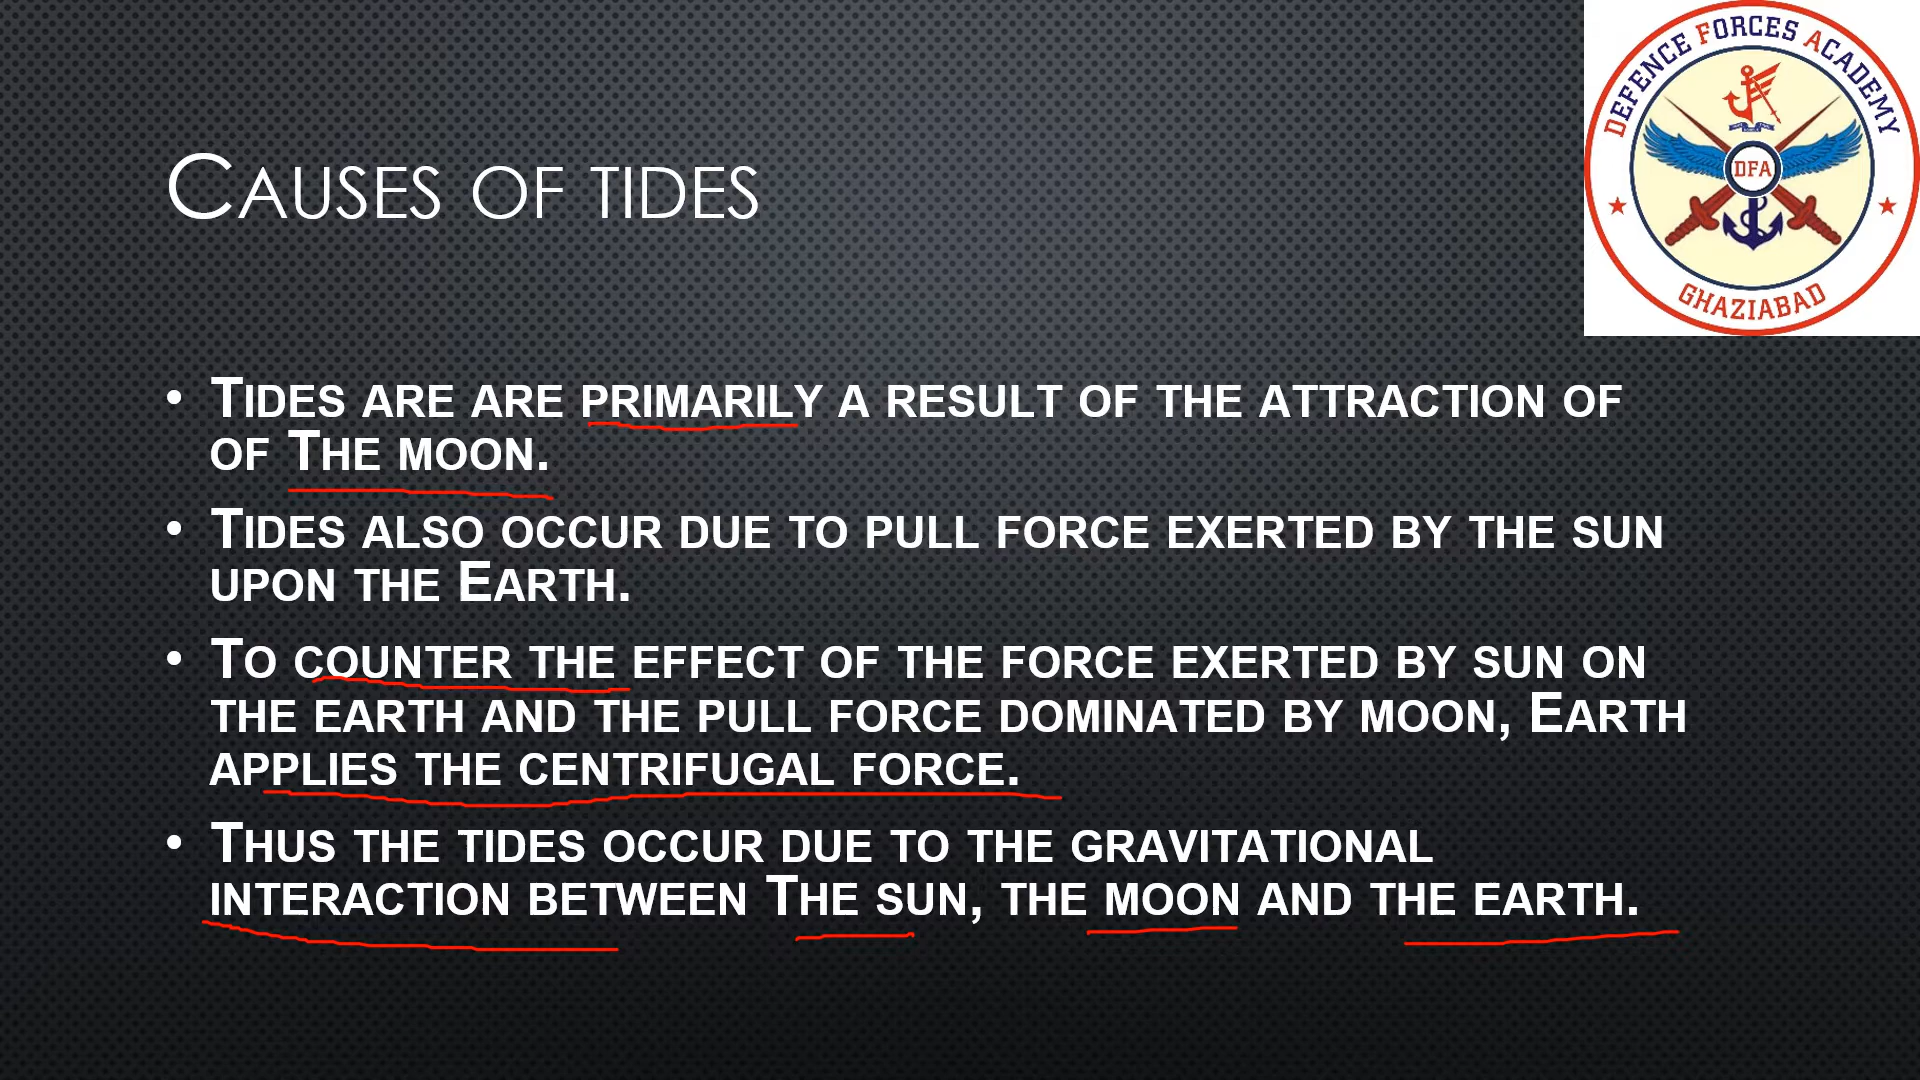 DEFENCE FORCES ACADEMY
DFA
GHAZIABAD
CAUSES OF TIDES
• TIDES ARE ARE PRIMARILY A RESULT OF THE ATTRACTION OF
OF THE MOON.
• TIDES ALSO OCCUR DUE TO PULL FORCE EXERTED BY THE SUN
UPON THE EARTH.
• TO COUNTER THE EFFECT OF THE FORCE EXERTED BY SUN ON
THE EARTH AND THE PULL FORCE DOMINATED BY MOON, EARTH
APPLIES THE CENTRIFUGAL FORCE.
• THUS THE TIDES OCCUR DUE TO THE GRAVITATIONAL
INTERACTION BETWEEN THE SUN, THE MOON AND THE EARTH.